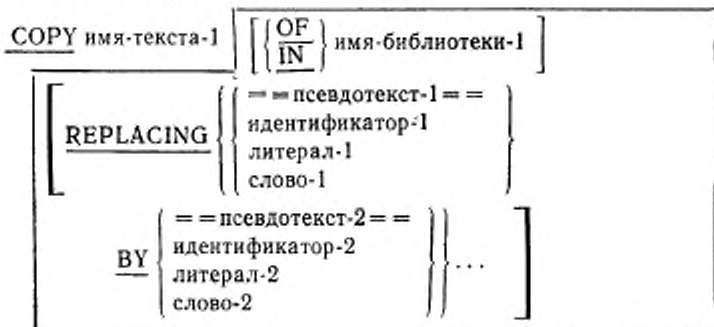 COPY имя-текста-1 [ { OF
IN } имя-библиотеки-1 ]
[ REPLACING { { ==псевдотекст-1==
идентификатор-1
литерал-1
слово-1 }
BY { ==псевдотекст-2==
идентификатор-2
литерал-2
слово-2 } } ... ]